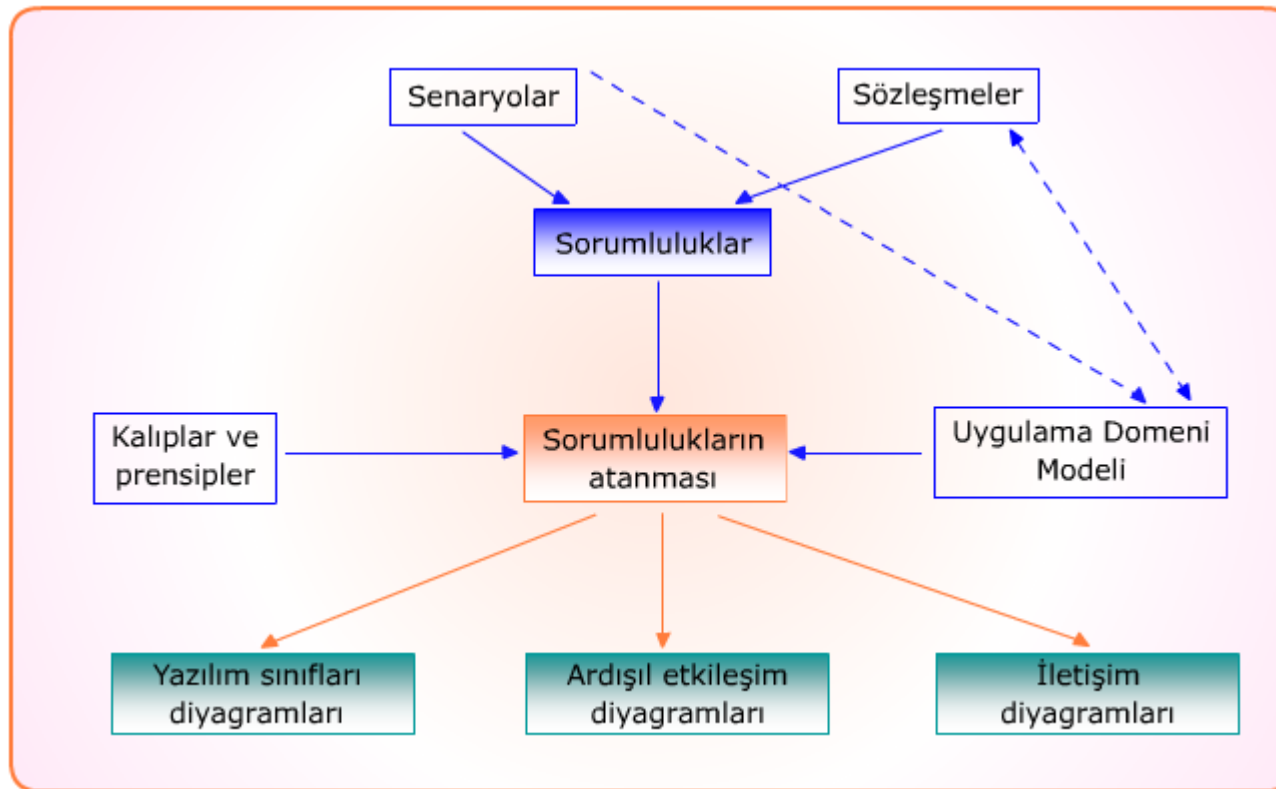 Senaryolar
Sözleşmeler
Sorumluluklar
Kalıplar ve
prensipler
Sorumlulukların
atanması
Uygulama Domeni
Modeli
Yazılım sınıfları
diyagramları
Ardışıl etkileşim
diyagramları
İletişim
diyagramları